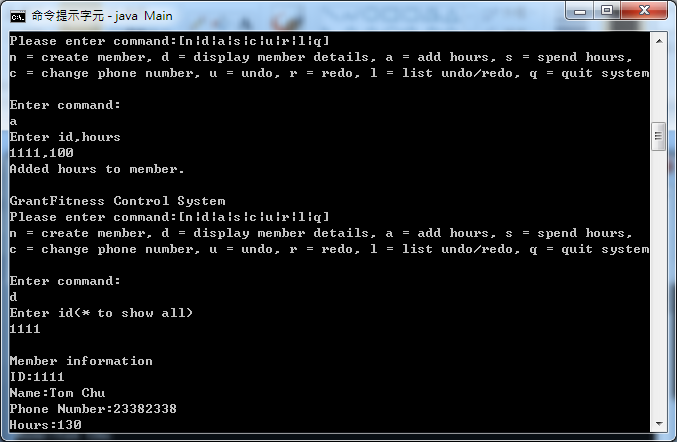 命令提示字元 - java Main
Please enter command:[n|d|a|s|c|u|r|l|q]
n = create member, d = display member details, a = add hours, s = spend hours,
c = change phone number, u = undo, r = redo, l = list undo/redo, q = quit system
Enter command:
a
Enter id,hours
1111,100
Added hours to member.
GrantFitness Control System
Please enter command:[n|d|a|s|c|u|r|l|q]
n = create member, d = display member details, a = add hours, s = spend hours,
c = change phone number, u = undo, r = redo, l = list undo/redo, q = quit system
Enter command:
d
Enter id(* to show all)
1111
Member information
ID:1111
Name:Tom Chu
Phone Number:23382338
Hours:130